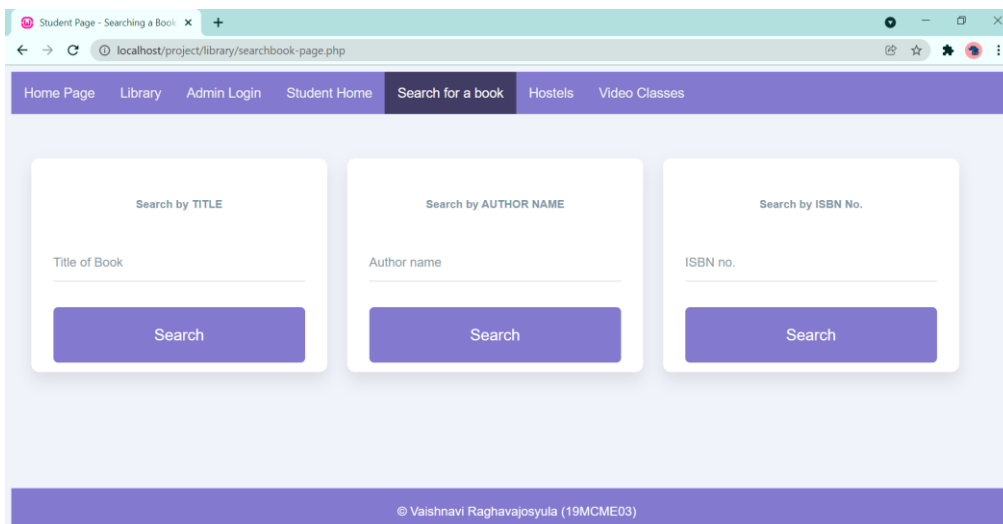 Student Page - Searching a Book
localhost/project/library/searchbook-page.php
Home Page Library Admin Login Student Home Search for a book Hostels Video Classes
Search by TITLE
Title of Book
Search
Search by AUTHOR NAME
Author name
Search
Search by ISBN No.
ISBN no.
Search
© Vaishnavi Raghavajosyula (19MCME03)